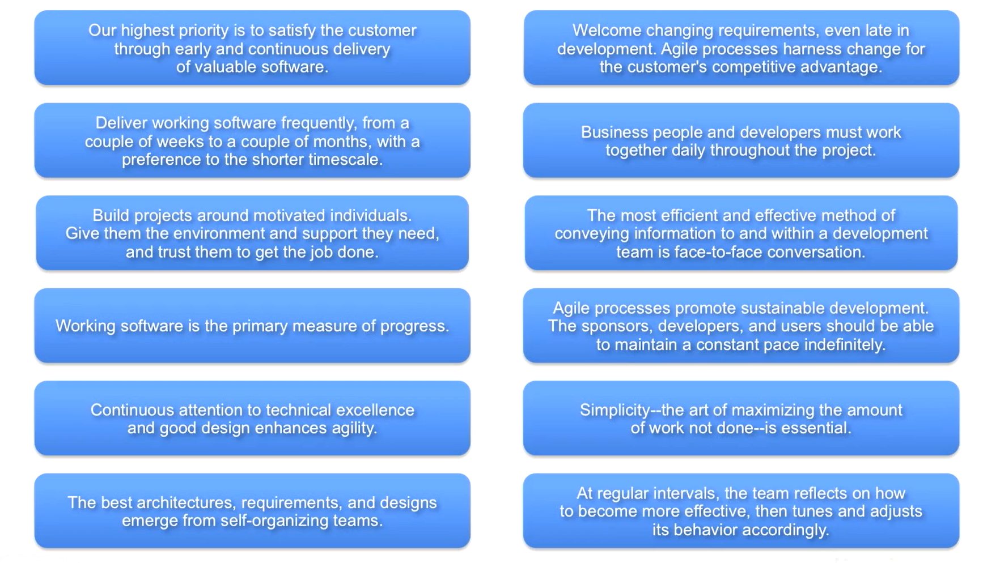 Our highest priority is to satisfy the customer
through early and continuous delivery
of valuable software.
Welcome changing requirements, even late in
development. Agile processes harness change for
the customer's competitive advantage.
Deliver working software frequently, from a
couple of weeks to a couple of months, with a
preference to the shorter timescale.
Business people and developers must work
together daily throughout the project.
Build projects around motivated individuals.
Give them the environment and support they need,
and trust them to get the job done.
The most efficient and effective method of
conveying information to and within a development
team is face-to-face conversation.
Working software is the primary measure of progress.
Agile processes promote sustainable development.
The sponsors, developers, and users should be able
to maintain a constant pace indefinitely.
Continuous attention to technical excellence
and good design enhances agility.
Simplicity--the art of maximizing the amount
of work not done--is essential.
The best architectures, requirements, and designs
emerge from self-organizing teams.
At regular intervals, the team reflects on how
to become more effective, then tunes and adjusts
its behavior accordingly.